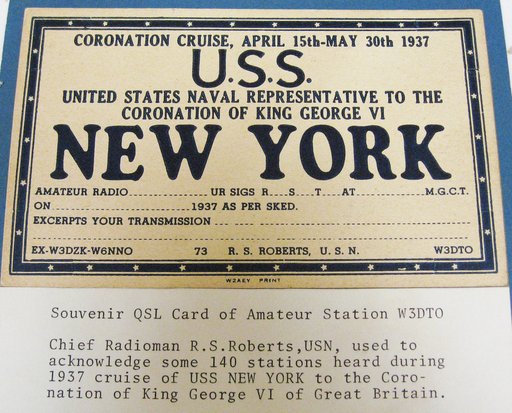 CORONATION CRUISE, APRIL 15th-MAY 30th 1937
U.S.S.
UNITED STATES NAVAL REPRESENTATIVE TO THE
CORONATION OF KING GEORGE VI
NEW YORK
AMATEUR RADIO................UR SIGS R....S....T....AT................M.G.C.T.
ON................................1937 AS PER SKED.
EXCERPTS YOUR TRANSMISSION ................................
EX-W3DZK-W6NNO 73 R. S. ROBERTS, U. S. N. W3DTO
W2AEY PRINT
Souvenir QSL Card of Amateur Station W3DTO
Chief Radioman R.S.Roberts,USN, used to
acknowledge some 140 stations heard during
1937 cruise of USS NEW YORK to the Coro-
nation of King George VI of Great Britain.